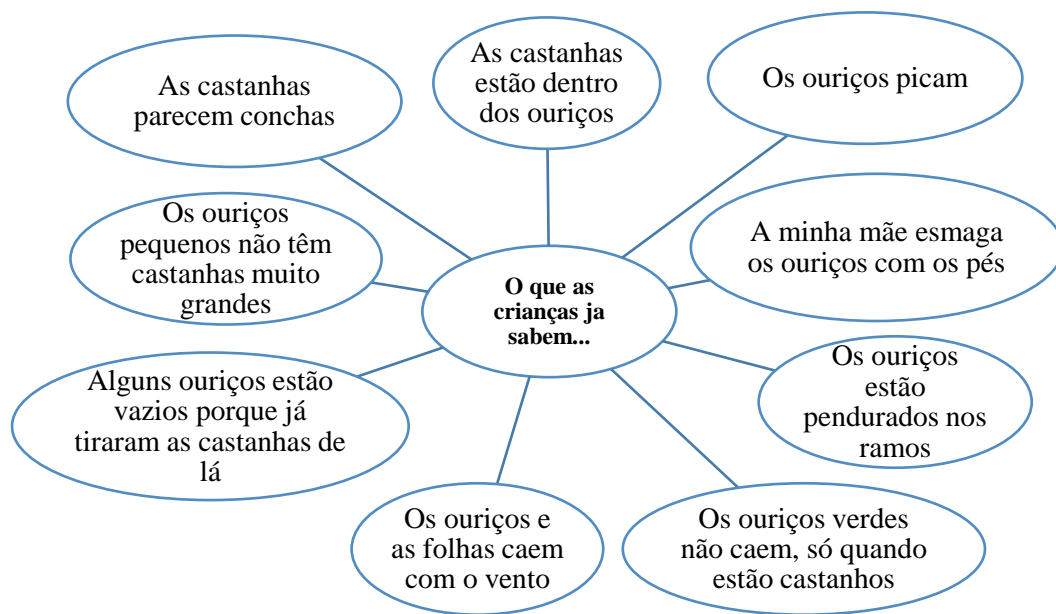 As castanhas
parecem conchas
As castanhas
estão dentro
dos ouriços
Os ouriços picam
Os ouriços
pequenos não têm
castanhas muito
grandes
A minha mãe esmaga
os ouriços com os pés
O que as
crianças ja
sabem...
Alguns ouriços estão
vazios porque já
tiraram as castanhas de
lá
Os ouriços
estão
pendurados nos
ramos
Os ouriços e
as folhas caem
com o vento
Os ouriços verdes
não caem, só quando
estão castanhos